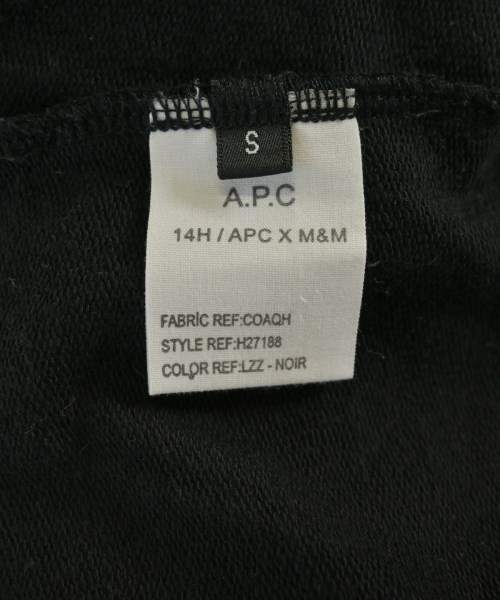 S
A.P.C
14H / APC X M&M
FABRIC REF:COAQH
STYLE REF:H27188
COLOR REF:LZZ - NOIR